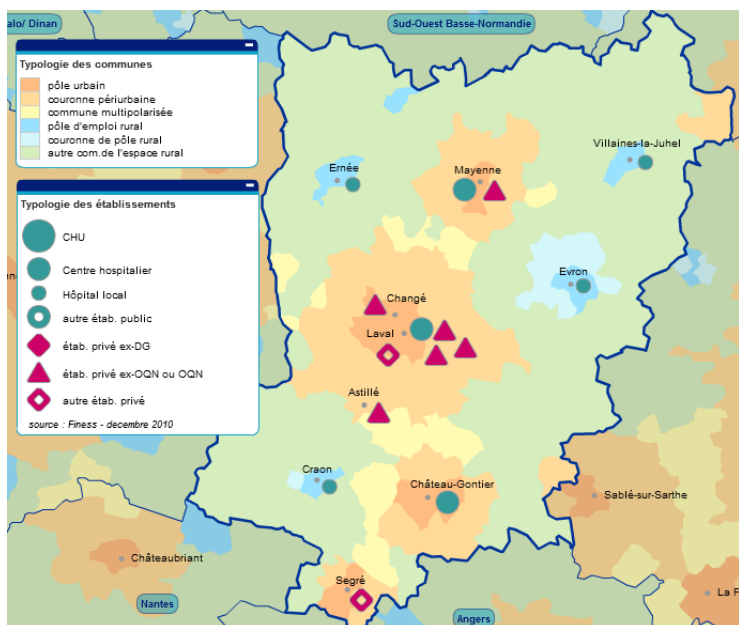 alo/ Dinan
Sud-Ouest Basse-Normandie
Typologie des communes
pôle urbain
couronne périurbaine
commune multipolarisée
pôle d'emploi rural
couronne de pôle rural
autre com.de l'espace rural
Typologie des établissements
CHU
Centre hospitalier
Hôpital local
autre étab. public
étab. privé ex-DG
étab. privé ex-OQN ou OQN
autre étab. privé
source : Finess - decembre 2010
Villaines-la-Juhel
Ernée
Mayenne
Evron
Changé
Laval
Astillé
Craon
Château-Gontier
Sablé-sur-Sarthe
Châteaubriant
Segré
Nantes
Angers
La F